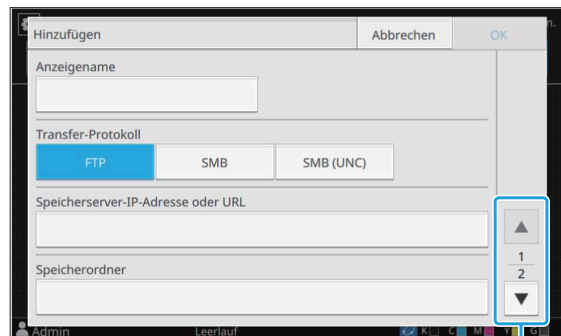 n.
Hinzufügen
Abbrechen
OK
Anzeigename
Transfer-Protokoll
FTP
SMB
SMB (UNC)
Speicherserver-IP-Adresse oder URL
1
2
Speicherordner
Admin
Leerlauf
K
C
M
Y
G